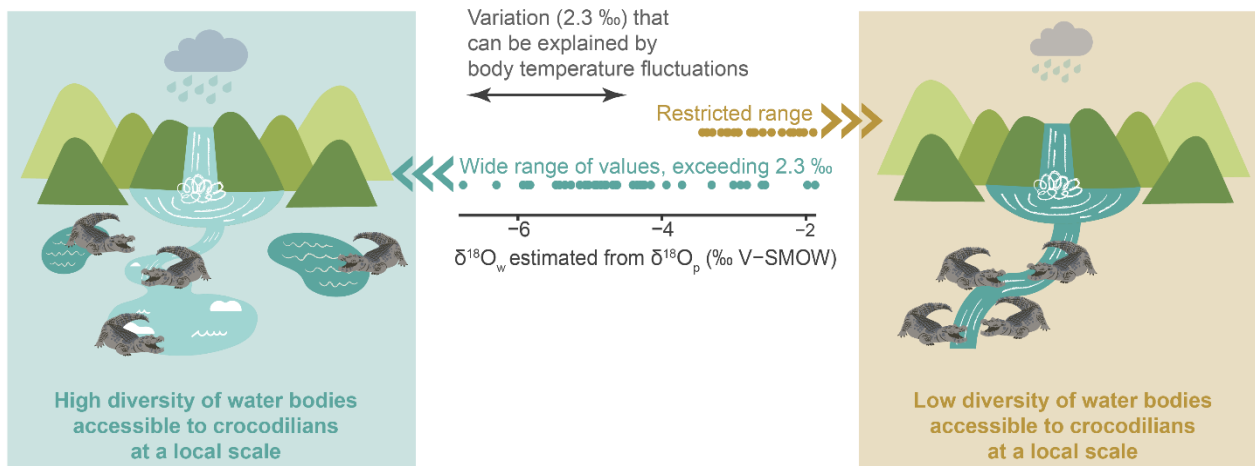 Variation (2.3 ‰) that
can be explained by
body temperature fluctuations
Restricted range
Wide range of values, exceeding 2.3 ‰
−6 −4 −2
δ¹⁸Ow estimated from δ¹⁸Op (‰ V−SMOW)
High diversity of water bodies
accessible to crocodilians
at a local scale
Low diversity of water bodies
accessible to crocodilians
at a local scale